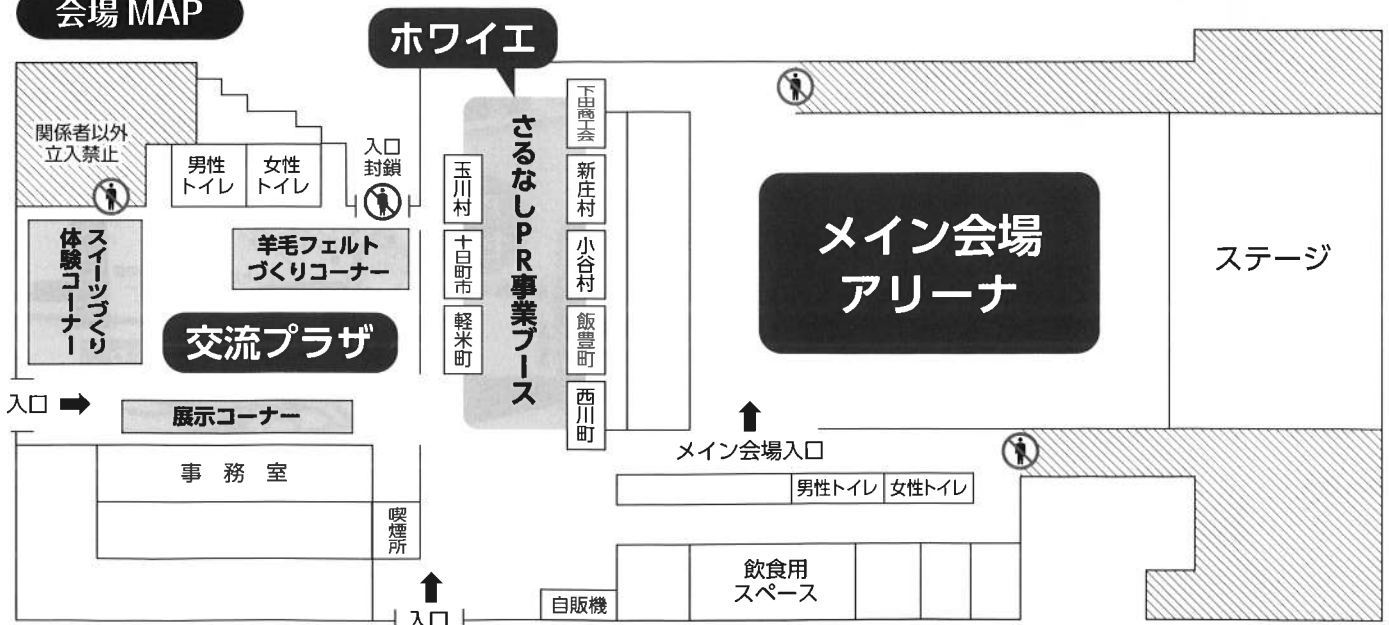 会場 MAP
ホワイエ
関係者以外
立入禁止
男性
トイレ
女性
トイレ
入口
封鎖
スイーツづくり
体験コーナー
羊毛フェルト
づくりコーナー
交流プラザ
入口
展示コーナー
事務室
喫煙所
入口
玉川村
十日町市
軽米町
さるなしPR事業ブース
下田商工会
新庄村
小谷村
飯豊町
西川町
メイン会場
アリーナ
ステージ
メイン会場入口
男性トイレ
女性トイレ
自販機
飲食用
スペース